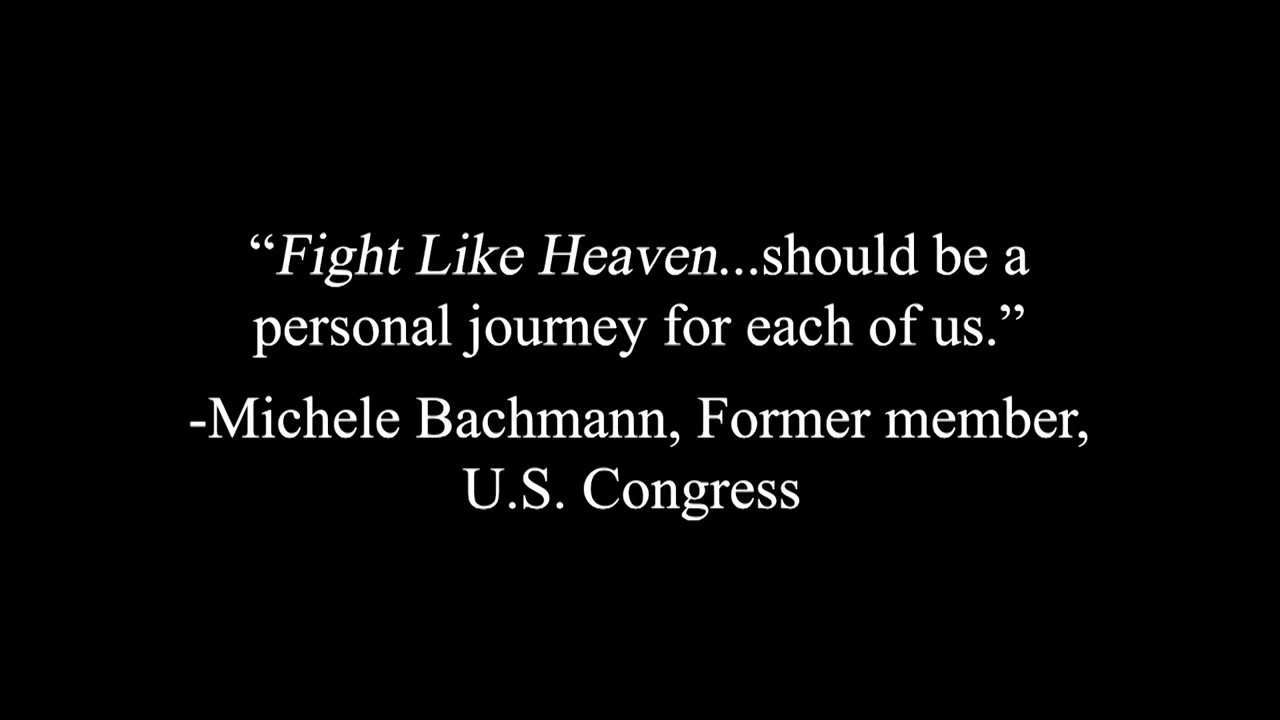 “Fight Like Heaven...should be a
personal journey for each of us.”
-Michele Bachmann, Former member,
U.S. Congress